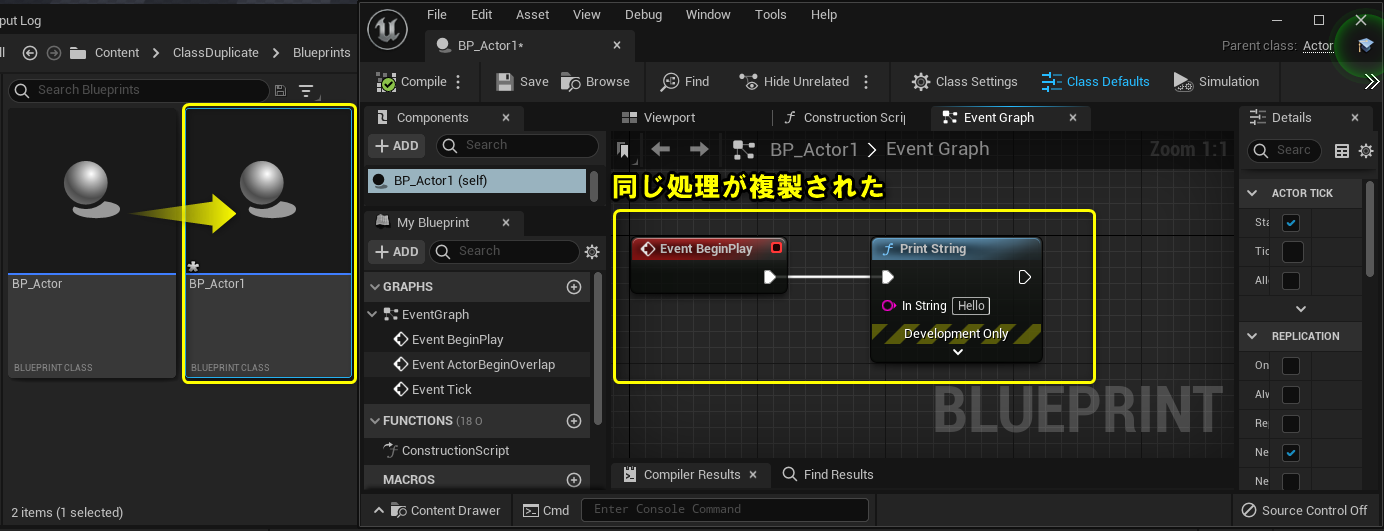 put Log
Content > ClassDuplicate > Blueprints
Search Blueprints
BP_Actor
BLUEPRINT CLASS
BP_Actor1
BLUEPRINT CLASS
2 items (1 selected)
File Edit Asset View Debug Window Tools Help
BP_Actor1*
Parent class: Actor
Compile
Save
Browse
Find
Hide Unrelated
Class Settings
Class Defaults
Simulation
Components
+ ADD
Search
BP_Actor1 (self)
My Blueprint
+ ADD
Search
GRAPHS
EventGraph
Event BeginPlay
Event ActorBeginOverlap
Event Tick
FUNCTIONS (18 O
ConstructionScript
MACROS
Viewport
Construction Scrip
Event Graph
BP_Actor1 > Event Graph
Zoom 1:1
同じ処理が複製された
Event BeginPlay
Print String
In String Hello
Development Only
BLUEPRINT
Compiler Results
Find Results
Details
Searc
ACTOR TICK
Sta
Tic
Allo
REPLICATION
On
Alw
Rep
Ne
Ne
Content Drawer
Cmd
Enter Console Command
Source Control Off